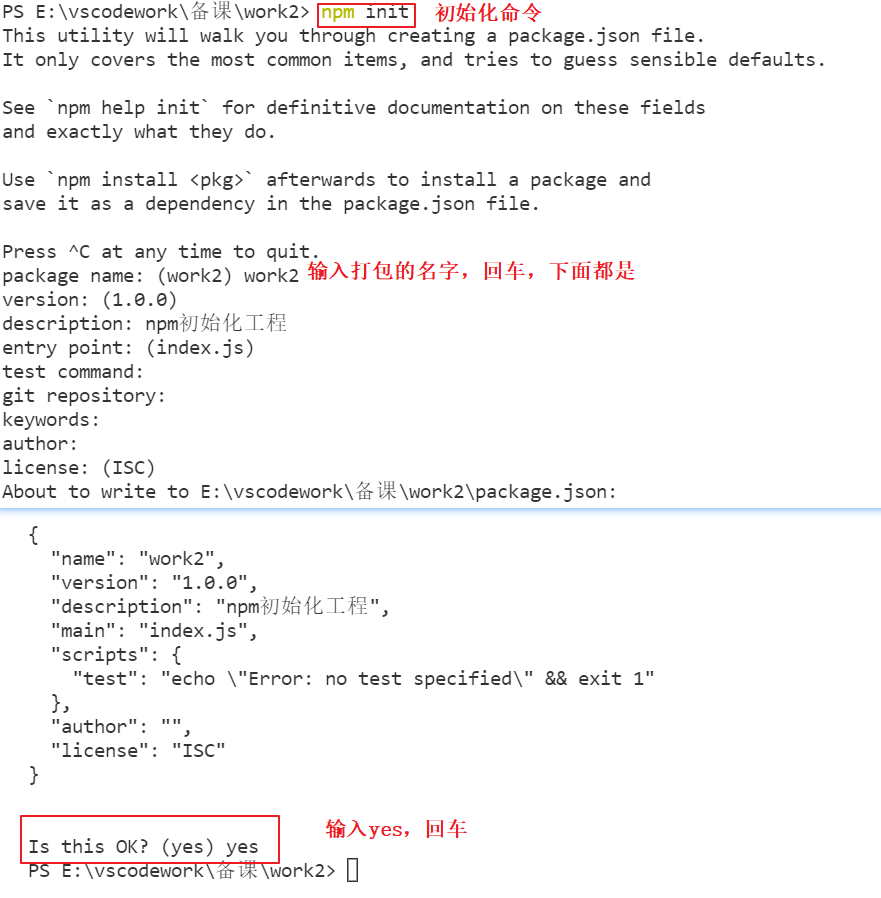 PS E:\vscodework\备课\work2> npm init 初始化命令
This utility will walk you through creating a package.json file.
It only covers the most common items, and tries to guess sensible defaults.
See `npm help init` for definitive documentation on these fields
and exactly what they do.
Use `npm install <pkg>` afterwards to install a package and
save it as a dependency in the package.json file.
Press ^C at any time to quit.
package name: (work2) work2 输入打包的名字，回车，下面都是
version: (1.0.0)
description: npm初始化工程
entry point: (index.js)
test command:
git repository:
keywords:
author:
license: (ISC)
About to write to E:\vscodework\备课\work2\package.json:
{
"name": "work2",
"version": "1.0.0",
"description": "npm初始化工程",
"main": "index.js",
"scripts": {
"test": "echo \"Error: no test specified\" && exit 1"
},
"author": "",
"license": "ISC"
}
输入yes，回车
Is this OK? (yes) yes
PS E:\vscodework\备课\work2>